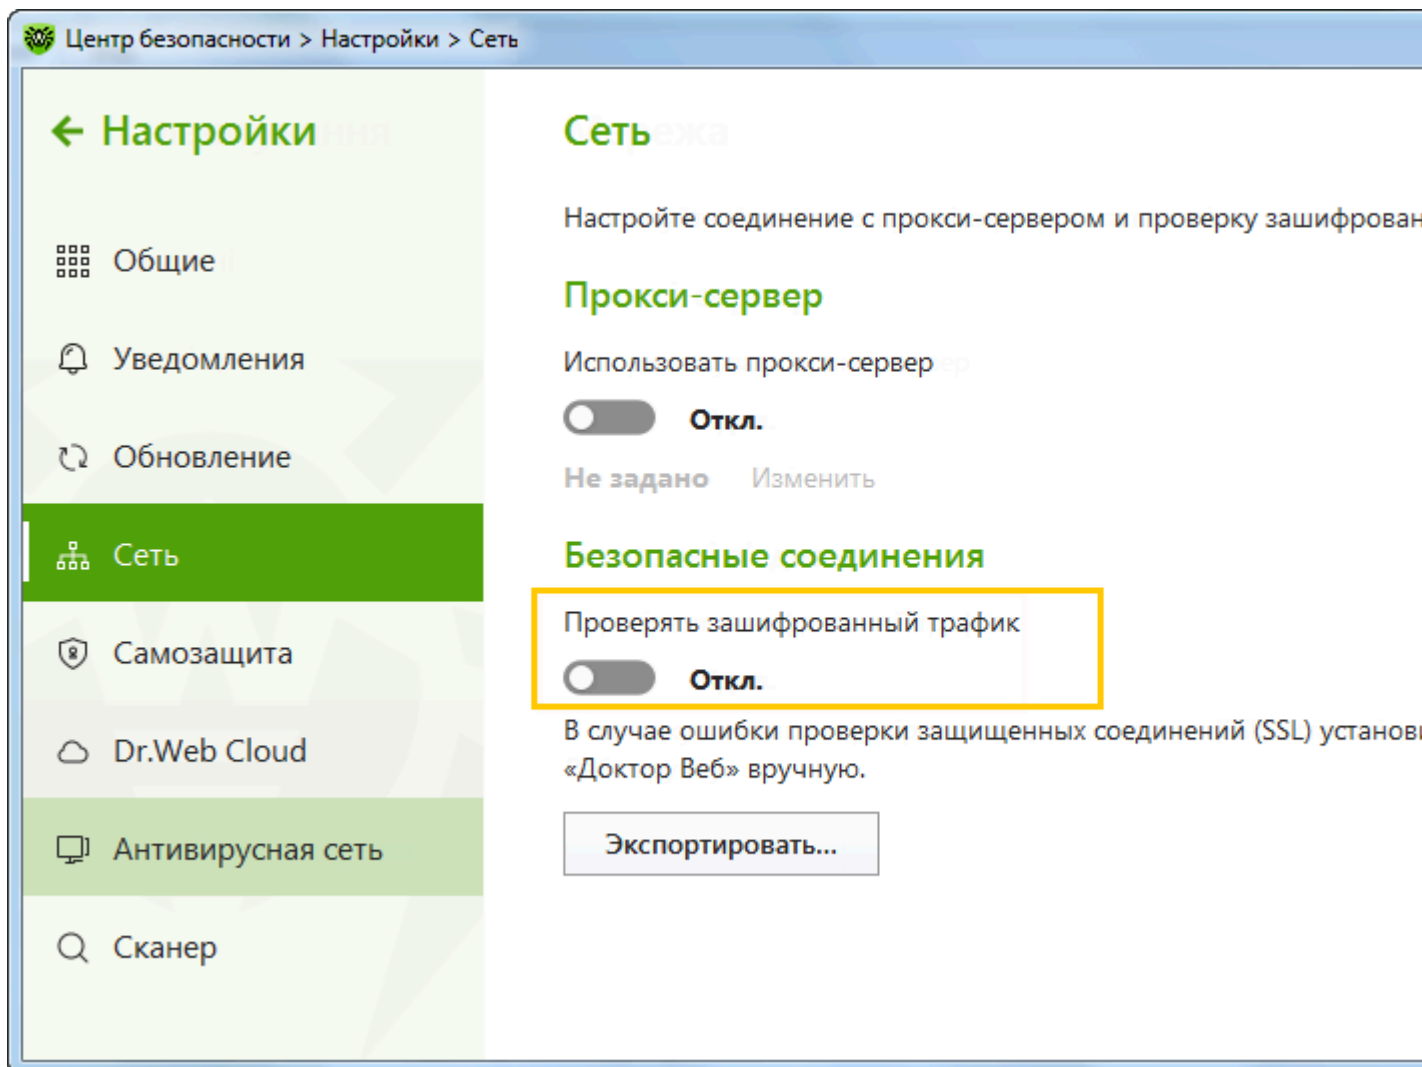 Центр безопасности > Настройки > Сеть
Настройки
Общие
Уведомления
Обновление
Сеть
Самозащита
Dr.Web Cloud
Антивирусная сеть
Сканер
Сеть
Настройте соединение с прокси-сервером и проверку зашифрован
Прокси-сервер
Использовать прокси-сервер
Откл.
Не задано Изменить
Безопасные соединения
Проверять зашифрованный трафик
Откл.
В случае ошибки проверки защищенных соединений (SSL) установи
«Доктор Веб» вручную.
Экспортировать...